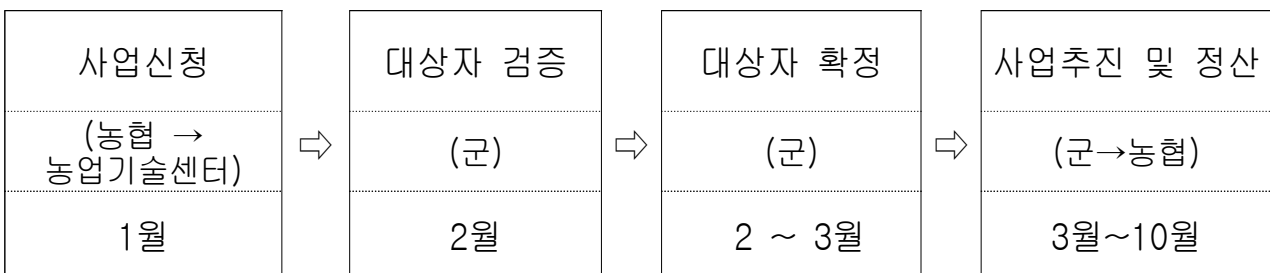 사업신청
(농협 →
농업기술센터)
1월
⇨
대상자 검증
(군)
2월
⇨
대상자 확정
(군)
2 ~ 3월
⇨
사업추진 및 정산
(군→농협)
3월~10월